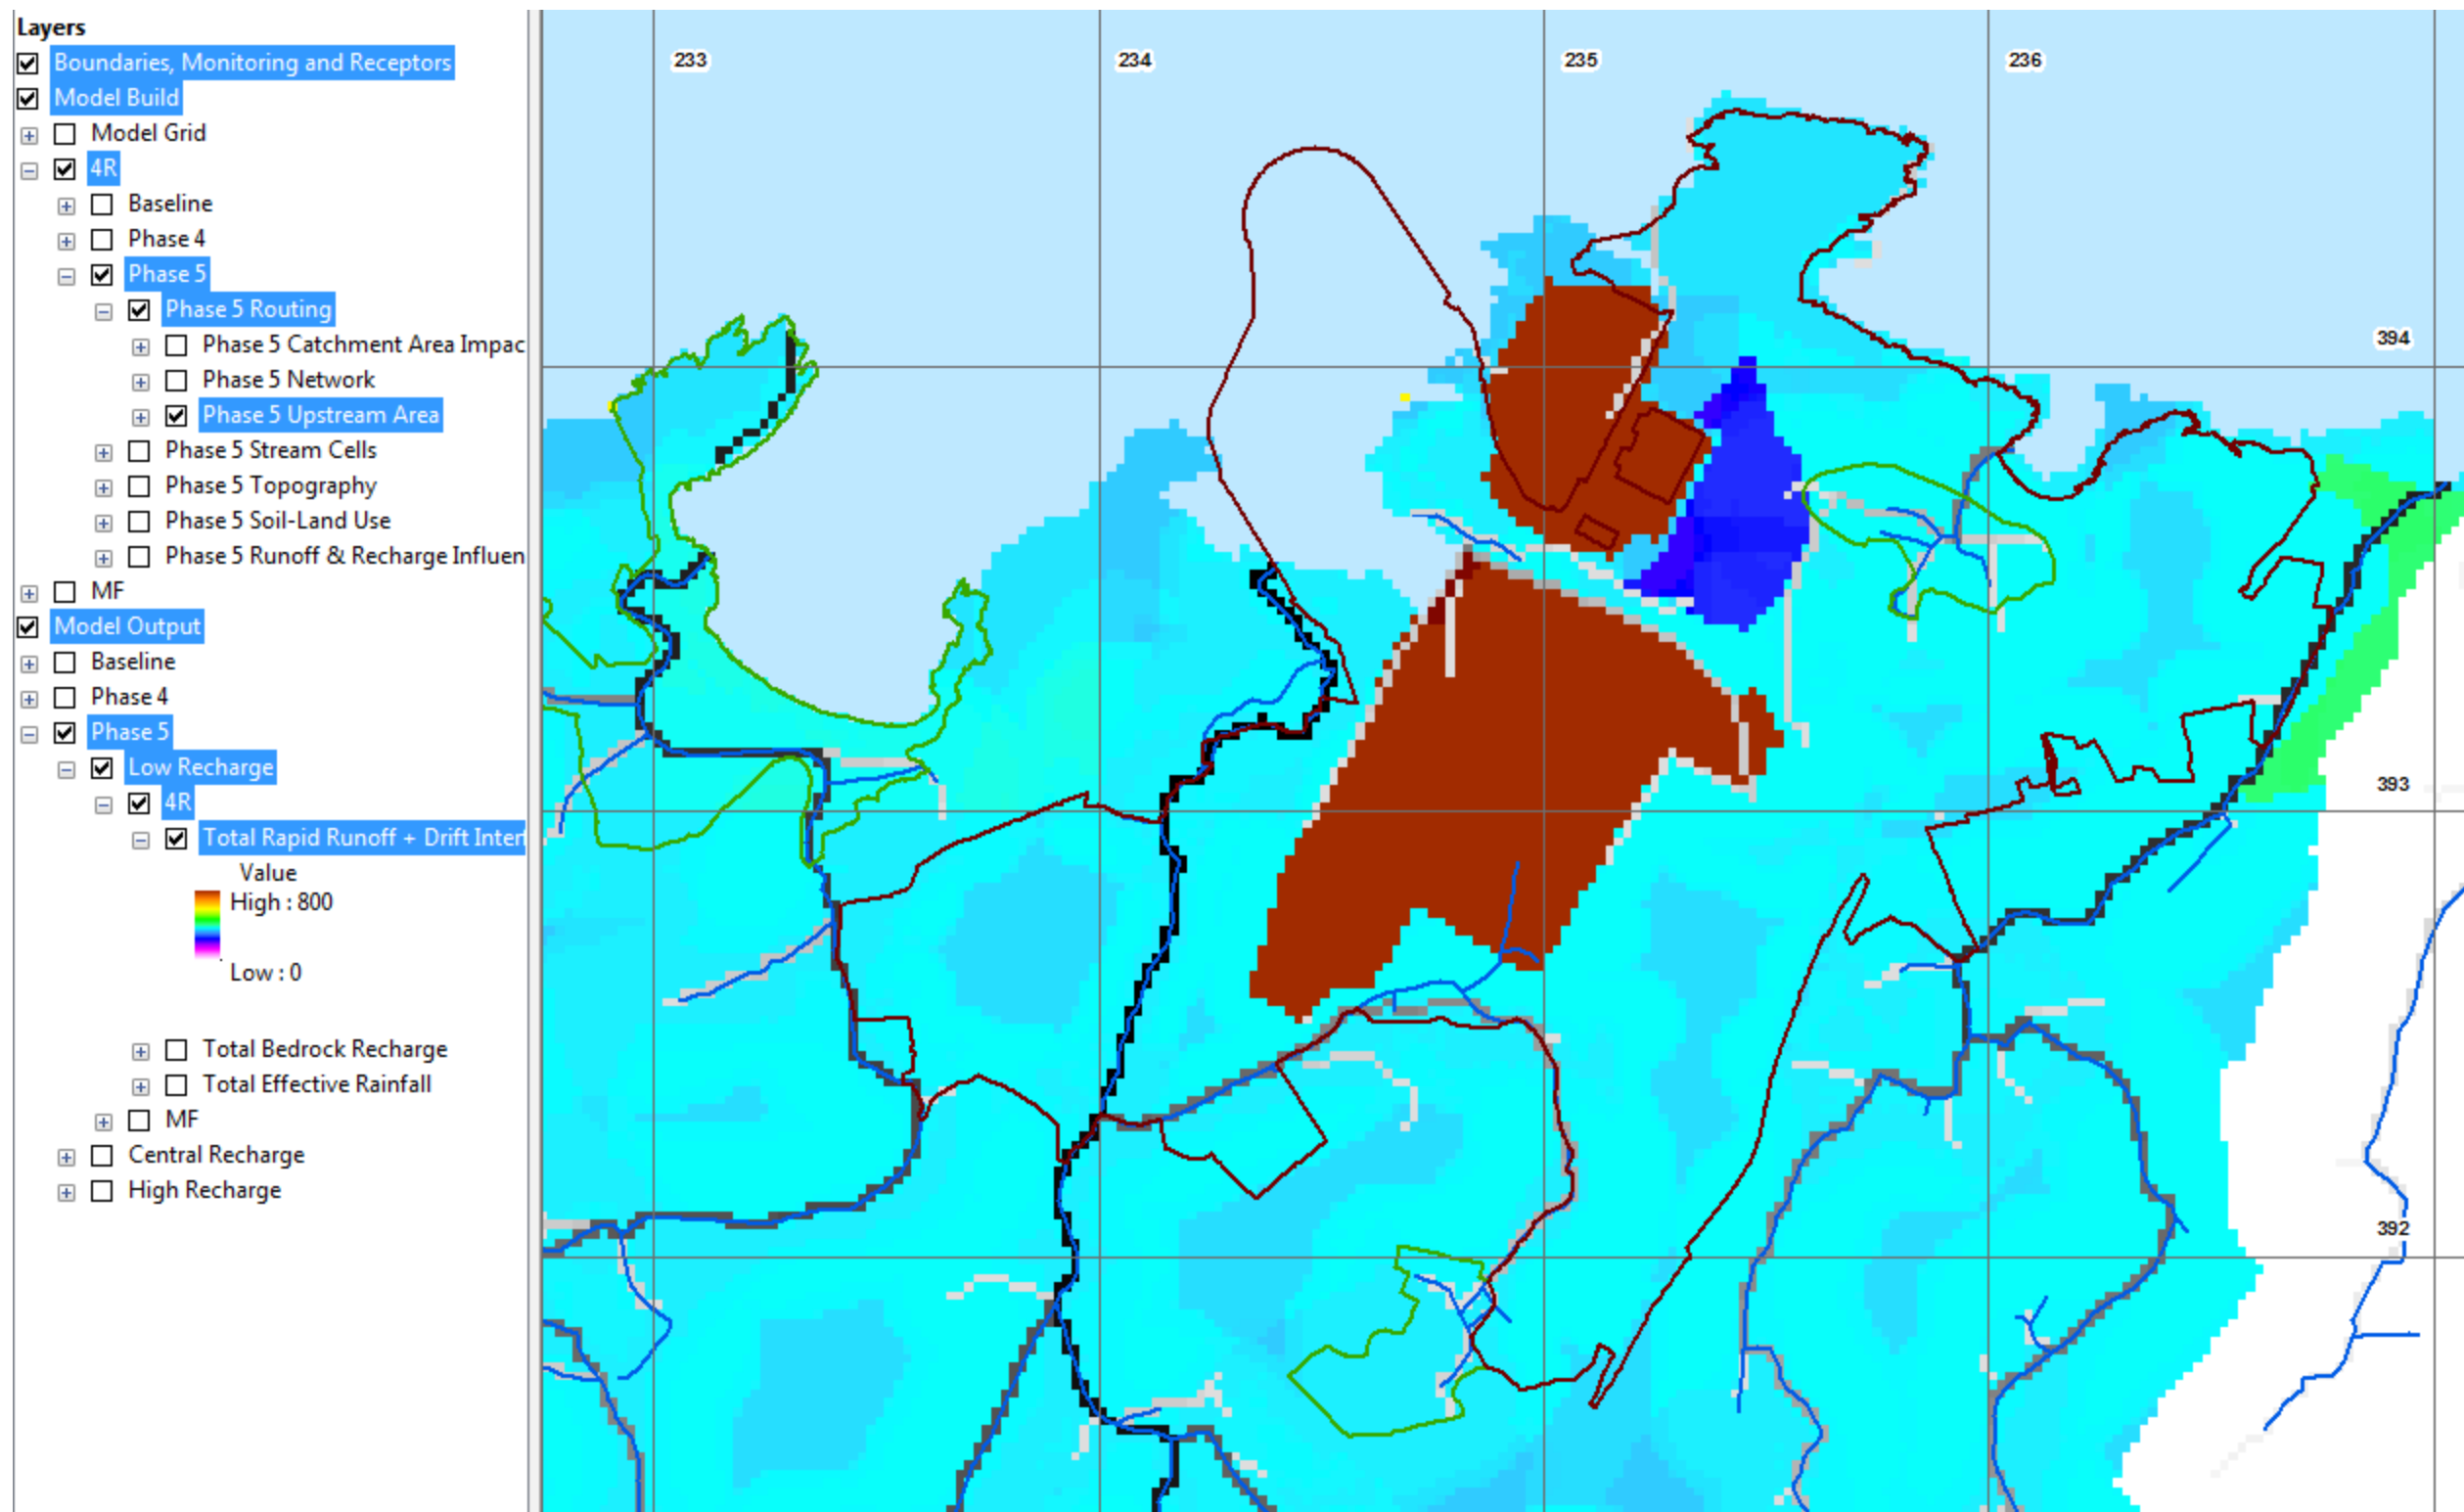 Layers
Boundaries, Monitoring and Receptors
Model Build
Model Grid
4R
Baseline
Phase 4
Phase 5
Phase 5 Routing
Phase 5 Catchment Area Impac
Phase 5 Network
Phase 5 Upstream Area
Phase 5 Stream Cells
Phase 5 Topography
Phase 5 Soil-Land Use
Phase 5 Runoff & Recharge Influen
MF
Model Output
Baseline
Phase 4
Phase 5
Low Recharge
4R
Total Rapid Runoff + Drift Interf
Value
High : 800
Low : 0
Total Bedrock Recharge
Total Effective Rainfall
MF
Central Recharge
High Recharge
233
234
235
236
394
393
392